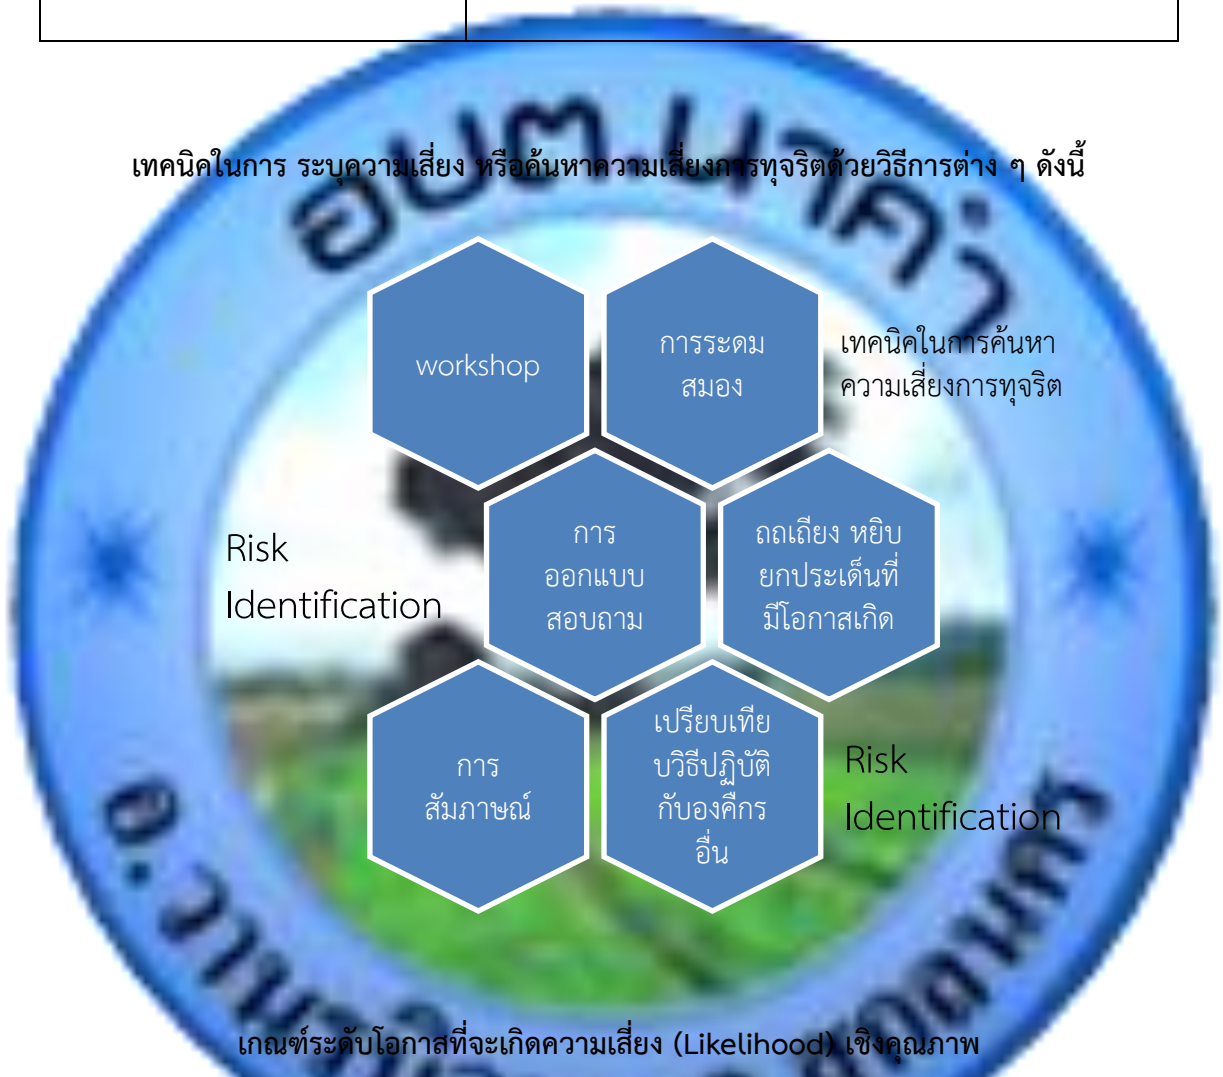 เทคนิคในการ ระบุความเสี่ยง หรือค้นหาความเสี่ยงการทุจริตด้วยวิธีการต่าง ๆ ดังนี้
อบต.นาคำ
workshop
การระดม
สมอง
เทคนิคในการค้นหา
ความเสี่ยงการทุจริต
Risk
Identification
การ
ออกแบบ
สอบถาม
ถถเถียง หยิบ
ยกประเด็นที่
มีโอกาสเกิด
การ
สัมภาษณ์
เปรียบเทีย
บวิธีปฏิบัติ
กับองคืกร
อื่น
Risk
Identification
เกณฑ์ระดับโอกาสที่จะเกิดความเสี่ยง (Likelihood) เชิงคุณภาพ